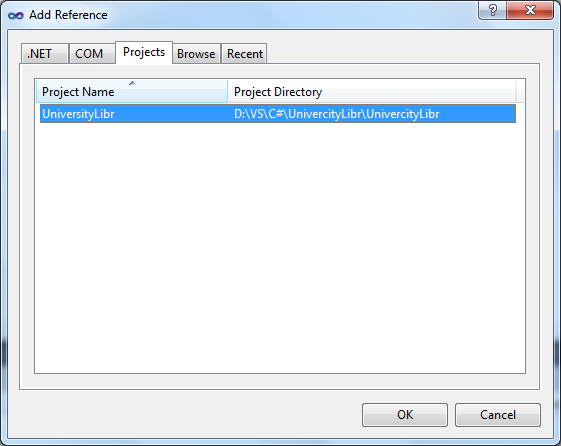 Add Reference
.NET COM Projects Browse Recent
Project Name Project Directory
UniversityLibr D:\VS\C#\UnivercityLibr\UnivercityLibr
OK Cancel